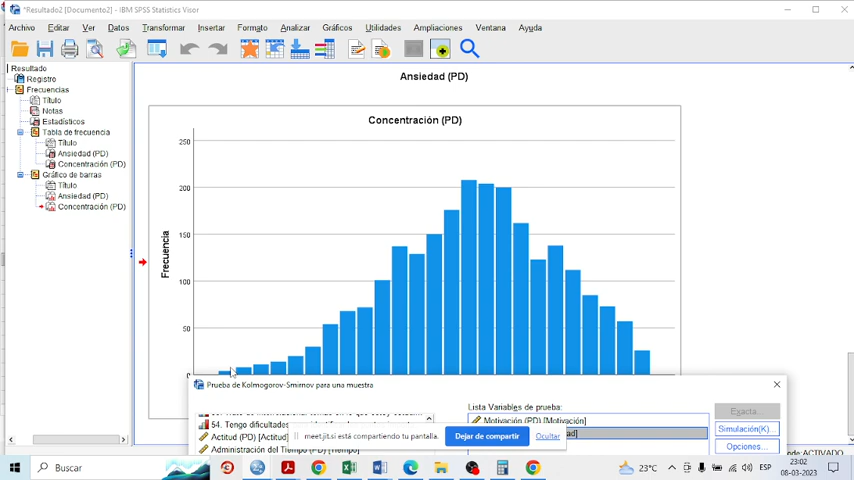 *Resultado2 [Documento2] - IBM SPSS Statistics Visor
Archivo Editar Ver Datos Transformar Insertar Formato Analizar Gráficos Utilidades Ampliaciones Ventana Ayuda
Resultado
Registro
Frecuencias
Título
Notas
Estadísticos
Tabla de frecuencia
Título
Ansiedad (PD)
Concentración (PD)
Gráfico de barras
Título
Ansiedad (PD)
Concentración (PD)
Ansiedad (PD)
Concentración (PD)
Frecuencia
250
200
150
100
50
Prueba de Kolmogorov-Smirnov para una muestra
Lista Variables de prueba:
Exacta...
Motivación (PD) [Motivación]
54. Tengo dificultades
Simulación(K)...
Actitud (PD) [Actitud]
meet.jit.si está compartiendo tu pantalla.
Dejar de compartir
Ocultar
Opciones...
Administración del Tiempo (PD) [Tiempo]
ACTIVADO
Buscar
23°C
ESP
23:02
08-03-2023